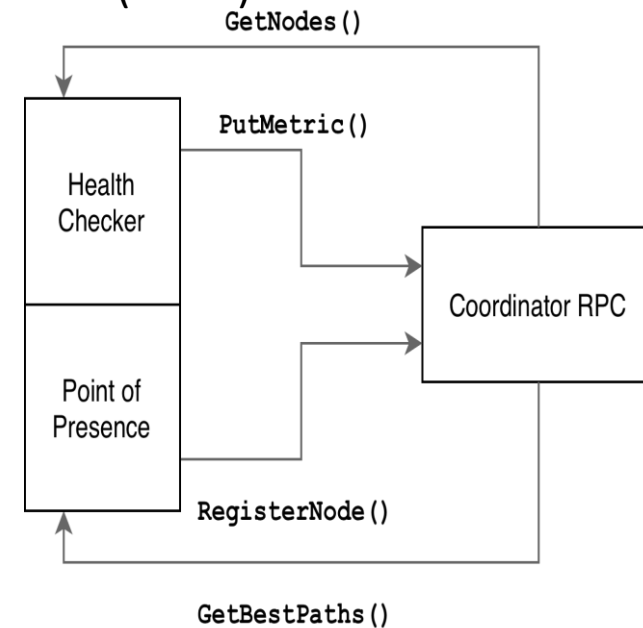 GetNodes()
PutMetric()
Health
Checker
Coordinator RPC
Point of
Presence
RegisterNode()
GetBestPaths()